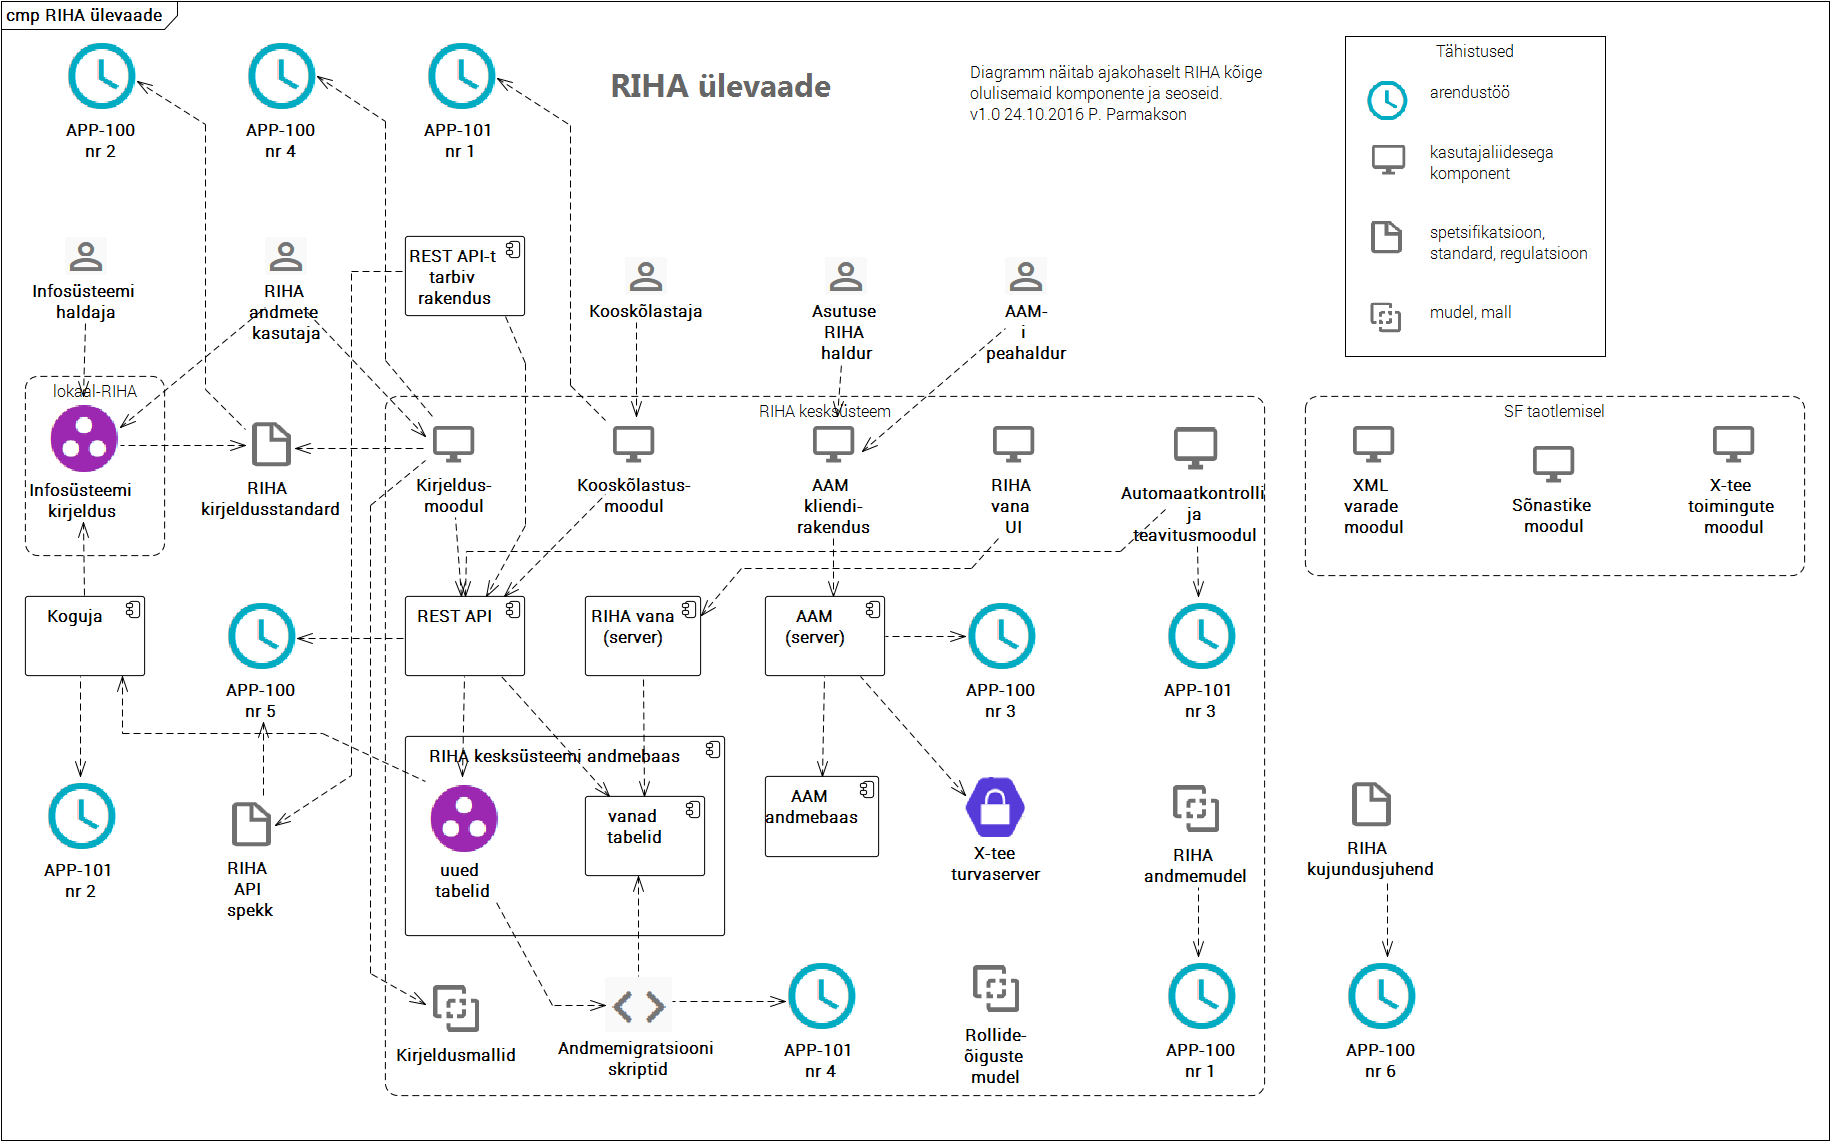 cmp RIHA ülevaade
RIHA ülevaade
Diagramm näitab ajakohaselt RIHA kõige
olulisemaid komponente ja seoseid.
v1.0 24.10.2016 P. Parmakson
Tähistused
arendustöö
kasutajaliidesega
komponent
spetsifikatsioon,
standard, regulatsioon
mudel, mall
APP-100
nr 2
APP-100
nr 4
APP-101
nr 1
Infosüsteemi
haldaja
RIHA
andmete
kasutaja
REST API-t
tarbiv
rakendus
Kooskõlastaja
Asutuse
RIHA
haldur
AAM-
i
peahaldur
lokaal-RIHA
Infosüsteemi
kirjeldus
RIHA
kirjeldusstandard
RIHA kesksüsteem
Kirjeldus-
moodul
Kooskõlastus-
moodul
AAM
kliendi-
rakendus
RIHA
vana
UI
Automaatkontrolli
ja
teavitusmoodul
SF taotlemisel
XML
varade
moodul
Sõnastike
moodul
X-tee
toimingute
moodul
Koguja
APP-100
nr 5
REST API
RIHA vana
(server)
AAM
(server)
APP-100
nr 3
APP-101
nr 3
APP-101
nr 2
RIHA
API
spekk
RIHA kesksüsteemi andmebaas
uued
tabelid
vanad
tabelid
AAM
andmebaas
X-tee
turvaserver
RIHA
andmemudel
RIHA
kujundusjuhend
Kirjeldusmallid
Andmemigratsiooni
skriptid
APP-101
nr 4
Rollide-
õiguste
mudel
APP-100
nr 1
APP-100
nr 6